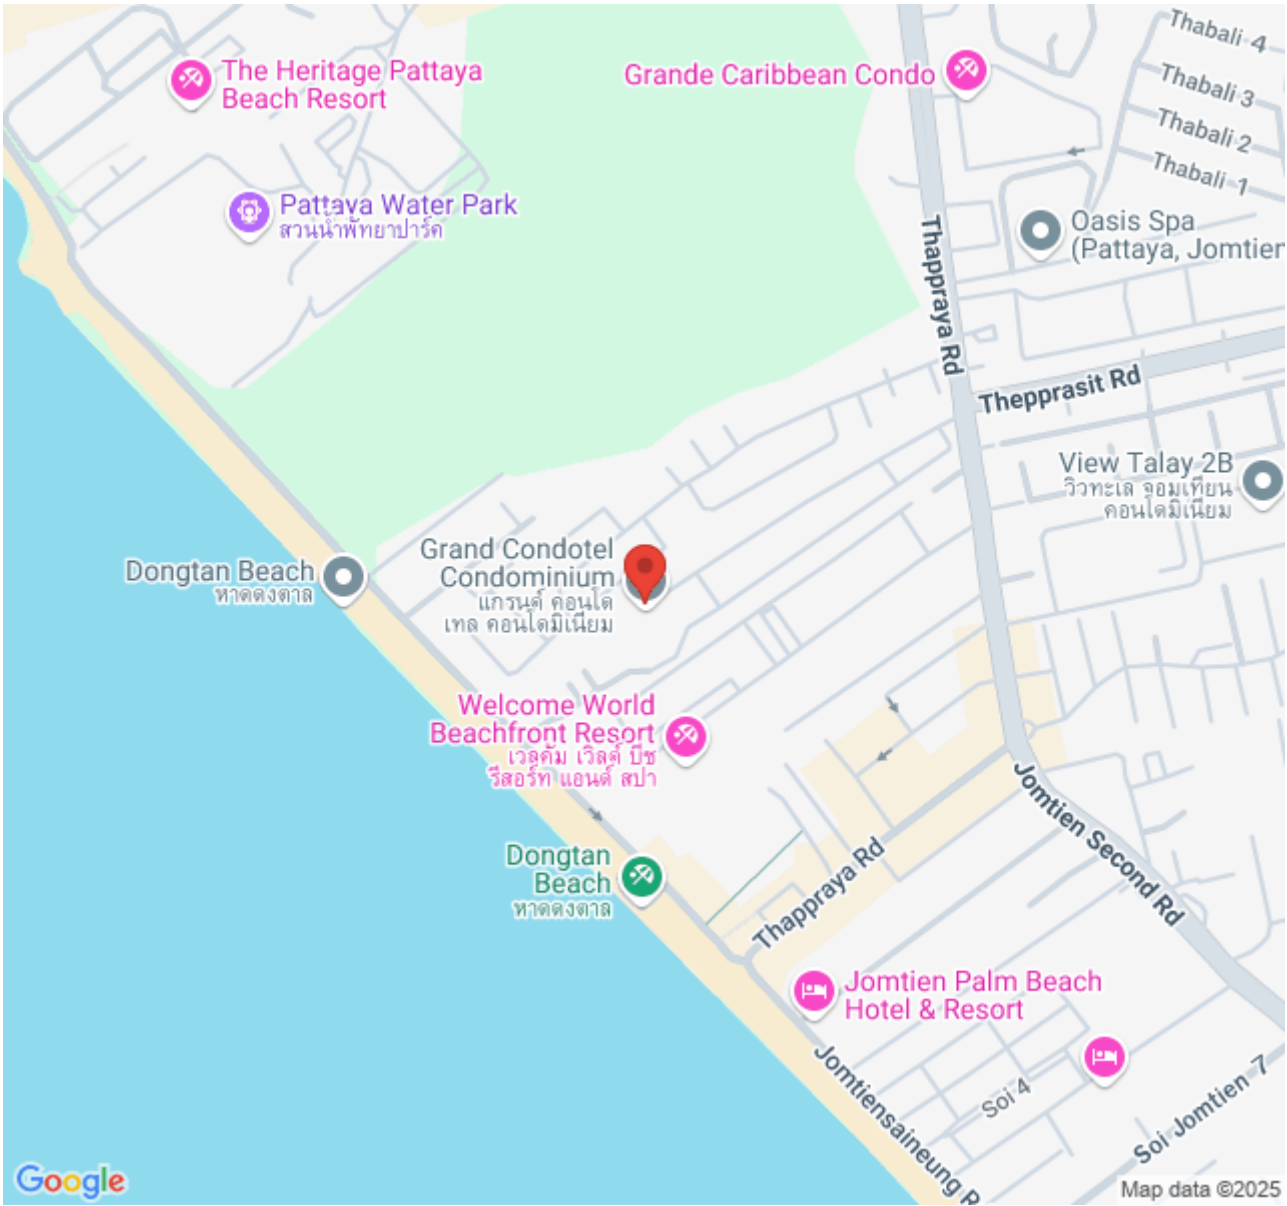 Thabali 4
The Heritage Pattaya
Beach Resort
Grande Caribbean Condo
Thabali 3
Thabali 2
Thabali 1
Pattaya Water Park
สวนน้ำพัทยาปาร์ค
Oasis Spa
(Pattaya, Jomtien
Thappraya Rd
Thepprasit Rd
View Talay 2B
วิวทะเล จอมเทียน
คอนโดมิเนียม
Grand Condotel
Condominium
แกรนด์ คอนโด
เทล คอนโดมิเนียม
Dongtan Beach
หาดดงตาล
Welcome World
Beachfront Resort
เวลคัม เวิลด์ บีช
รีสอร์ท แอนด์ สปา
Jomtien Second Rd
Dongtan
Beach
หาดดงตาล
Thappraya Rd
Jomtien Palm Beach
Hotel & Resort
Jomtiensaineung R
Soi 4
Soi Jomtien 7
Google
Map data ©2025